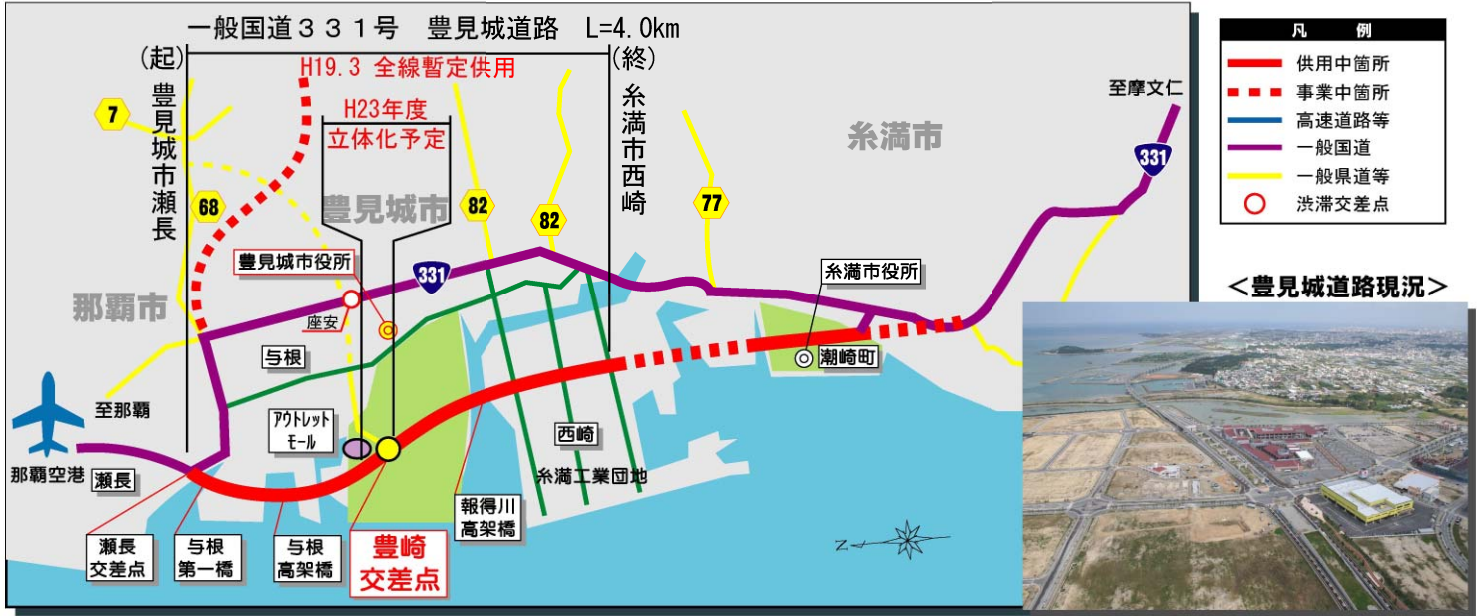 一般国道３３１号　豊見城道路　L=4.0km
(起)
(終)
H19.3 全線暫定供用
H23年度
立体化予定
豊見城市瀬長
糸満市西崎
7
68
82
82
77
331
331
至摩文仁
糸満市
豊見城市
那覇市
豊見城市役所
糸満市役所
座安
与根
至那覇
アウトレット
モール
西崎
潮崎町
糸満工業団地
那覇空港
瀬長
瀬長
交差点
与根
第一橋
与根
高架橋
豊崎
交差点
報得川
高架橋
Z
凡　例
供用中箇所
事業中箇所
高速道路等
一般国道
一般県道等
渋滞交差点
＜豊見城道路現況＞